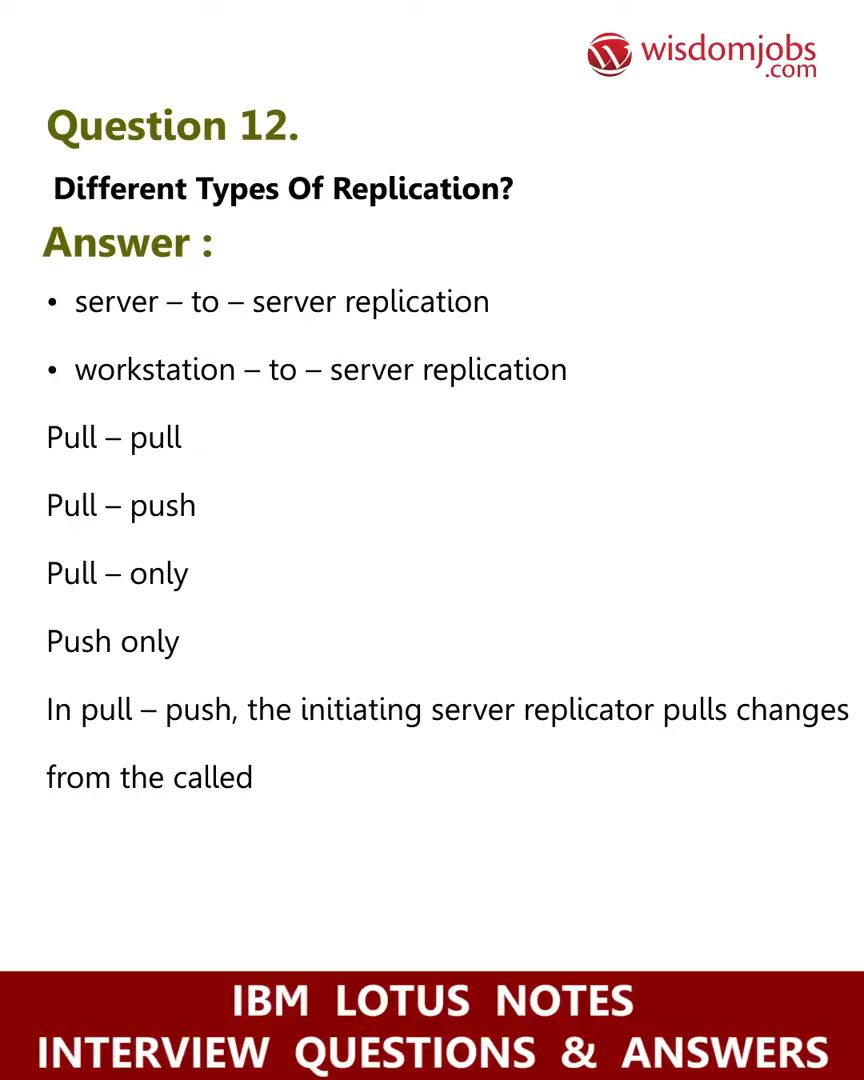 wisdomjobs
.com
Question 12.
Different Types Of Replication?
Answer :
• server – to – server replication
• workstation – to – server replication
Pull – pull
Pull – push
Pull – only
Push only
In pull – push, the initiating server replicator pulls changes
from the called
IBM LOTUS NOTES
INTERVIEW QUESTIONS & ANSWERS